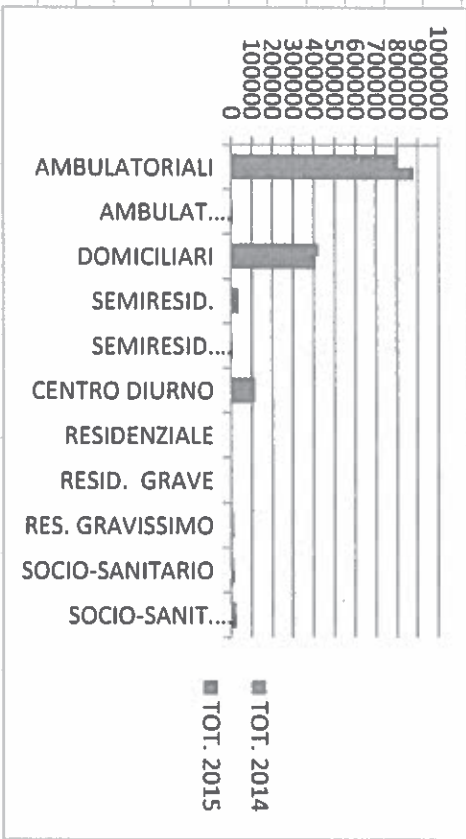 1000000
900000
800000
700000
600000
500000
400000
300000
200000
100000
0
AMBULATORIALI
AMBULAT....
DOMICILIARI
SEMIRESID.
SEMIRESID....
CENTRO DIURNO
RESIDENZIALE
RESID. GRAVE
RES. GRAVISSIMO
SOCIO-SANITARIO
SOCIO-SANIT....
TOT. 2014
TOT. 2015